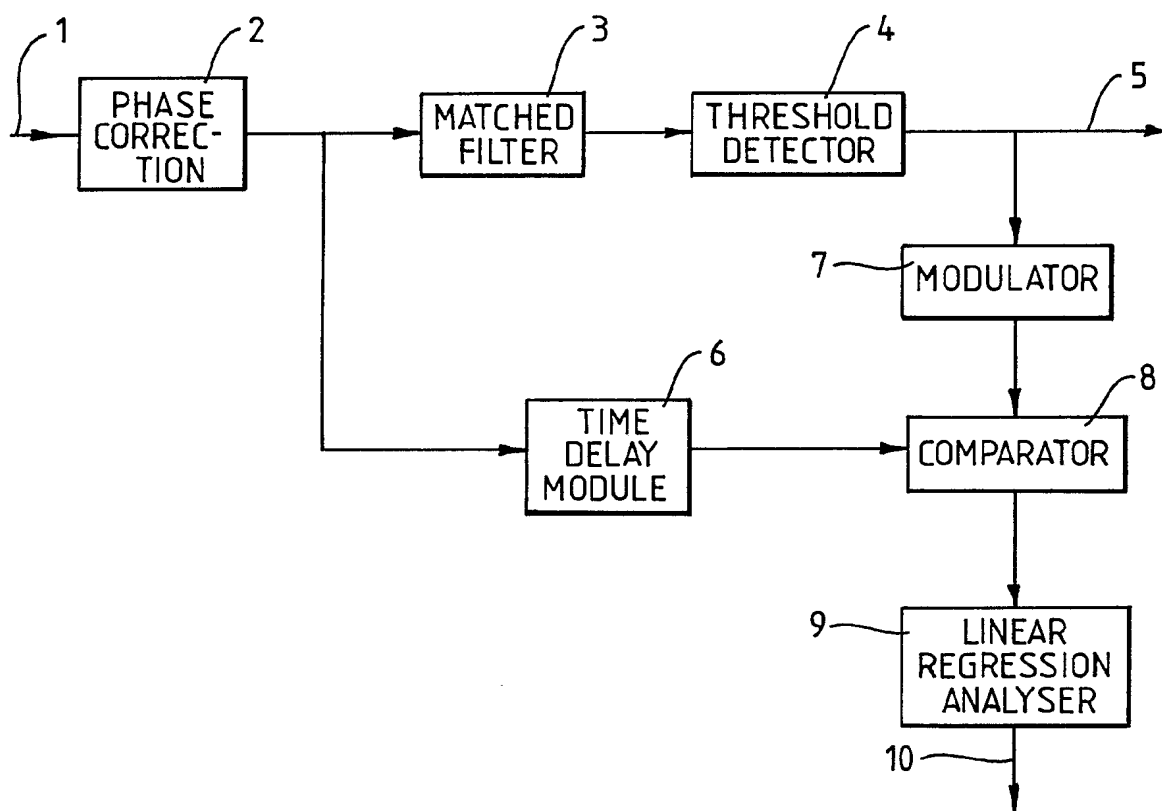 1
2
3
4
5
PHASE
CORREC-
TION
MATCHED
FILTER
THRESHOLD
DETECTOR
7
MODULATOR
6
8
TIME
DELAY
MODULE
COMPARATOR
9
LINEAR
REGRESSION
ANALYSER
10